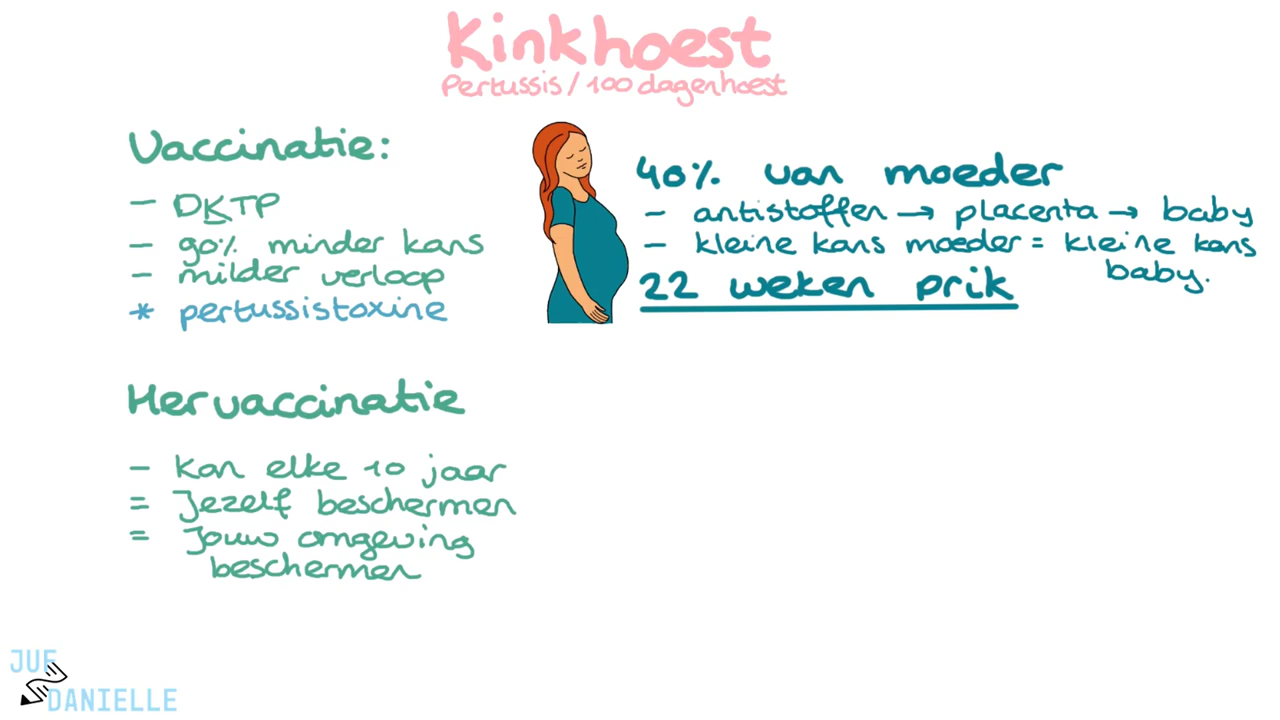 Kinkhoest
Pertussis / 100 dagenhoest
Vaccinatie:
- DKTP
- 90% minder kans
- milder verloop
* pertussistoxine
40% van moeder
- antistoffen → placenta → baby
- kleine kans moeder = kleine kans
baby.
22 weken prik
Hervaccinatie
- Kan elke 10 jaar
= Jezelf beschermen
= Jouw omgeving
beschermen
JUF
DANIELLE